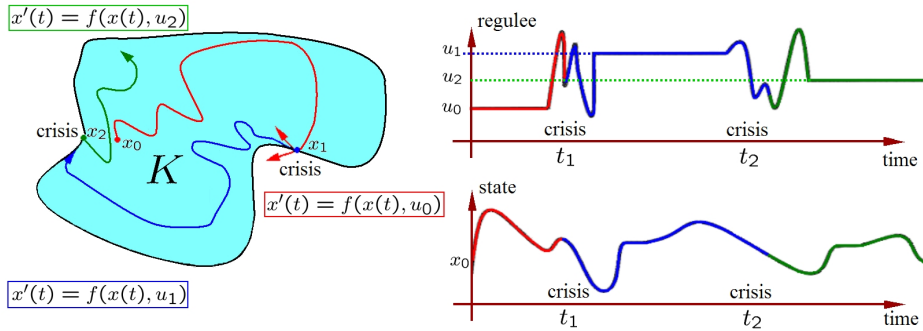 x′(t) = f(x(t), u₂)
crisis x₂
x₀
K
x₁
crisis
x′(t) = f(x(t), u₀)
x′(t) = f(x(t), u₁)
regulee
u₁
u₂
u₀
crisis
crisis
t₁
t₂
time
state
x₀
crisis
crisis
t₁
t₂
time